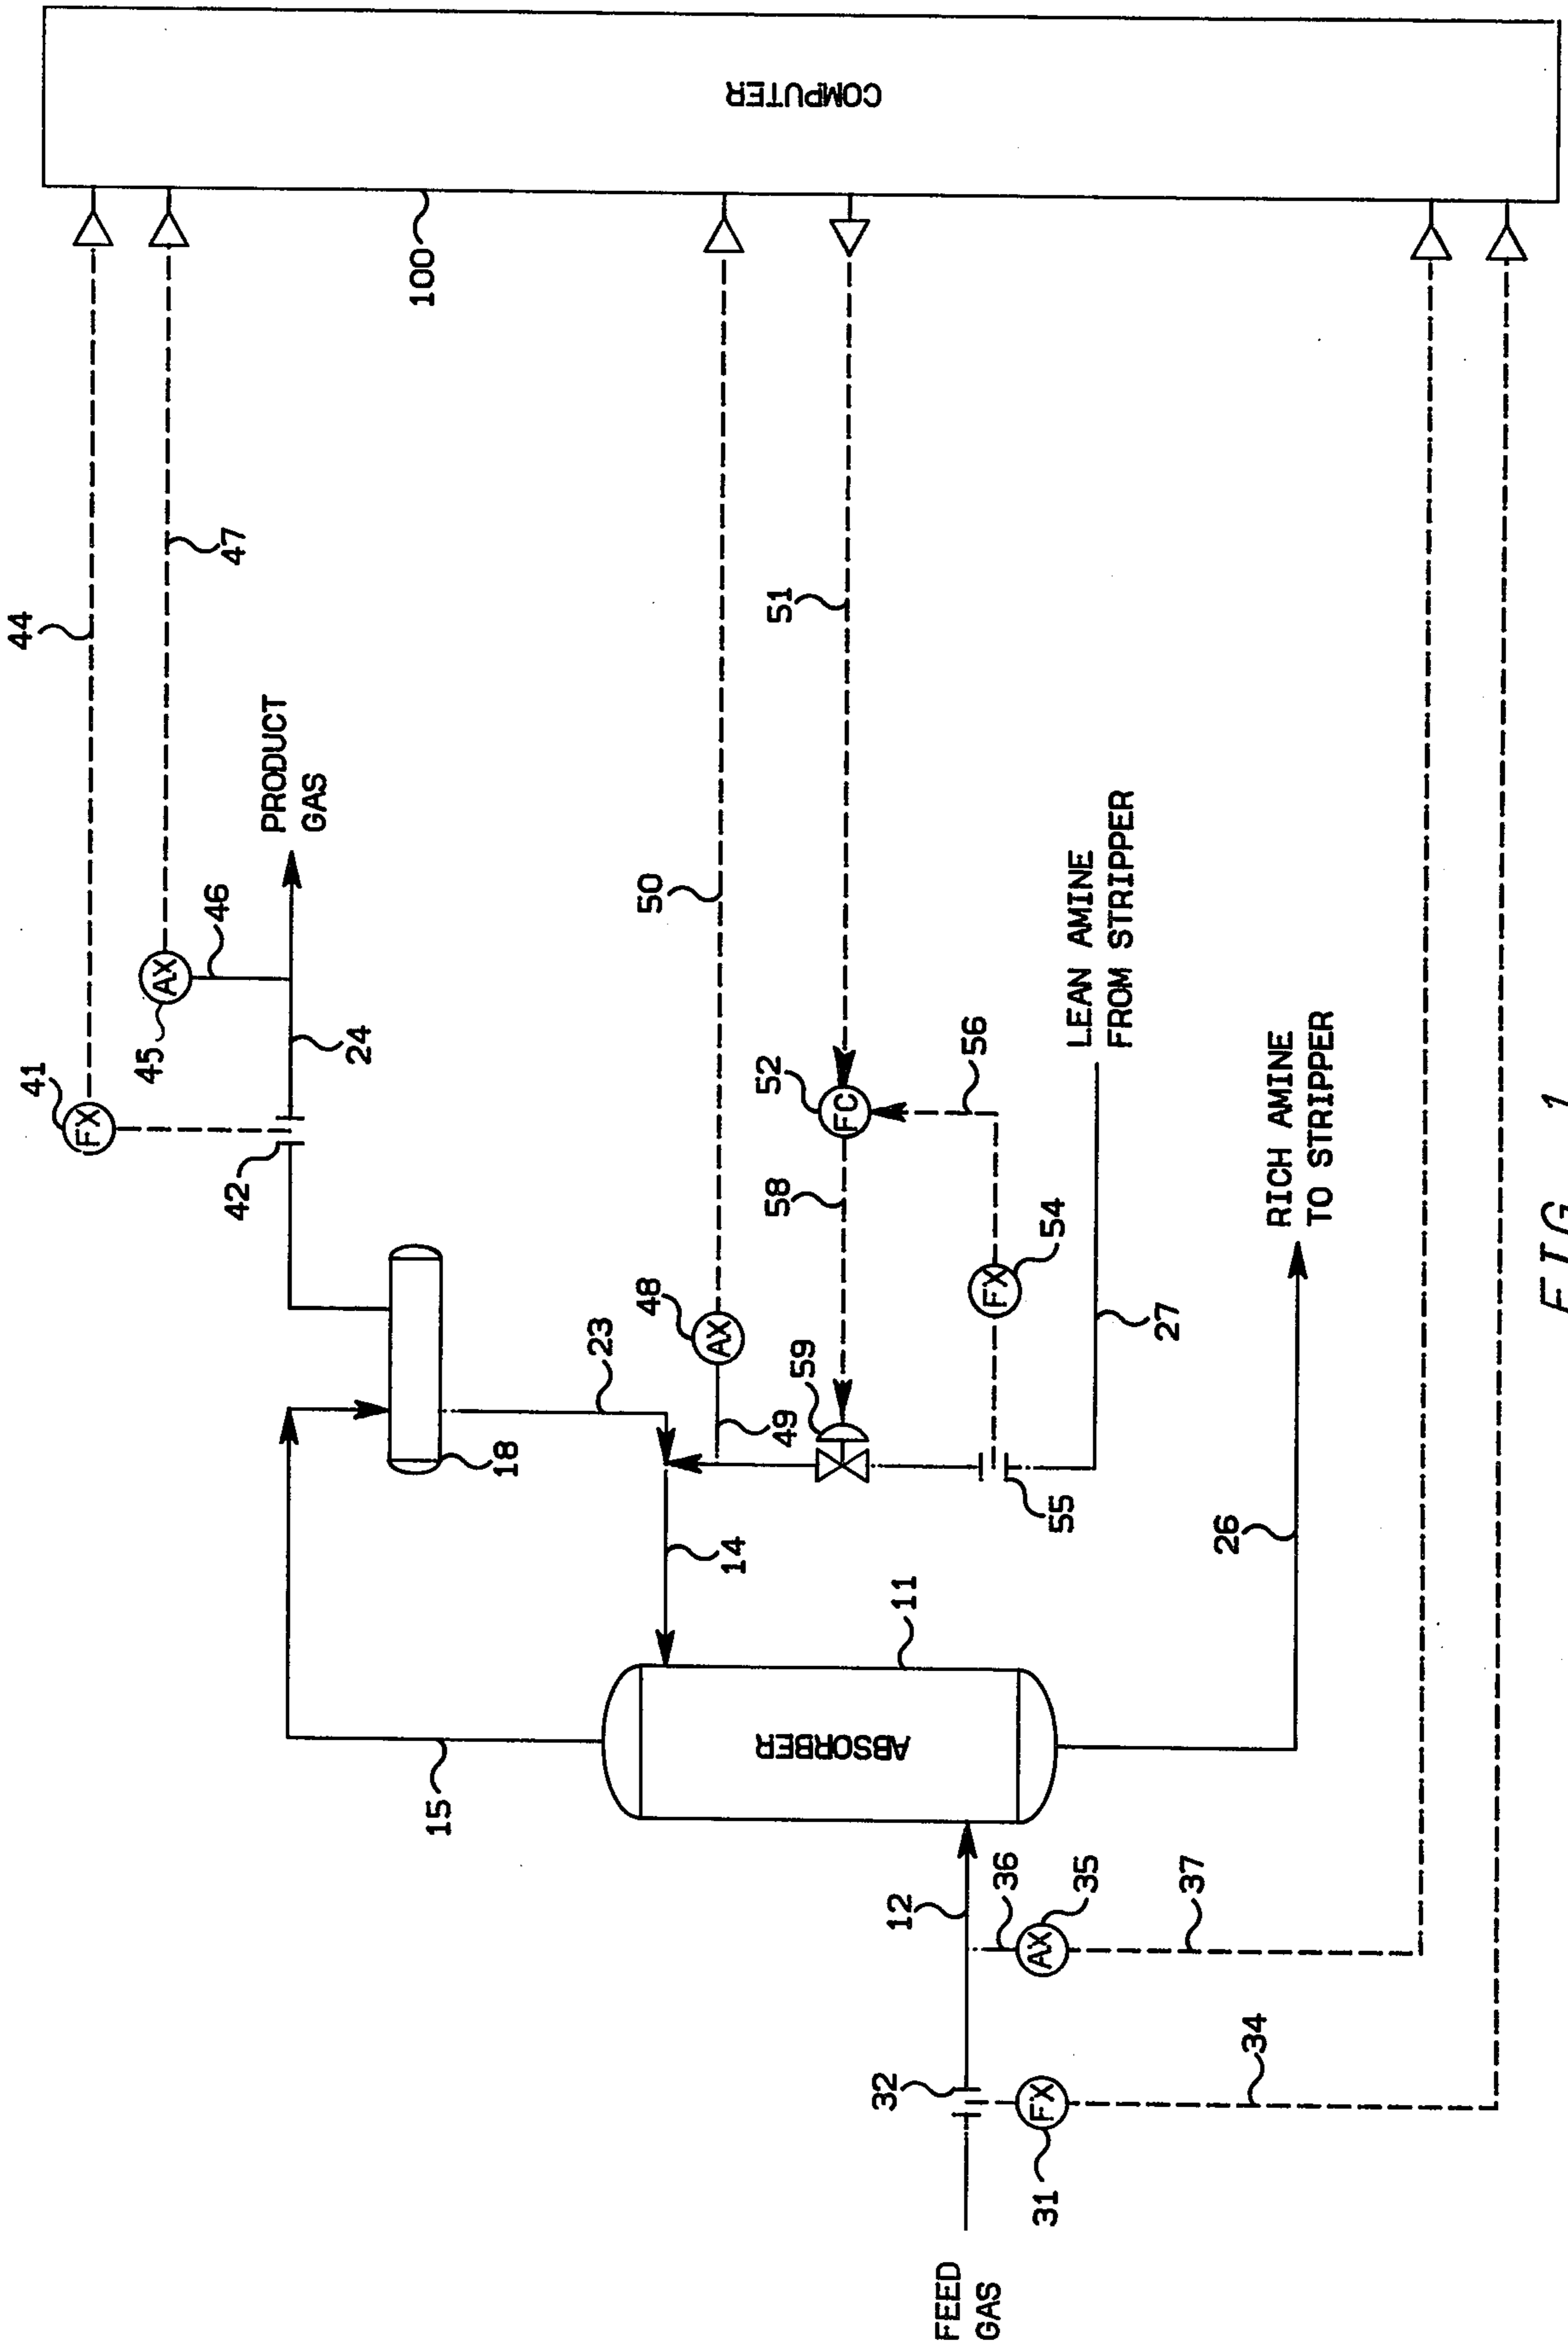 44
41
FX
45
AX
46
47
42
24
PRODUCT
GAS
15
18
23
48
AX
49
50
14
59
58
52
FC
51
56
54
FX
55
27
LEAN AMINE
FROM STRIPPER
100
COMPUTER
11
ABSORBER
FEED
GAS
32
12
31
FX
36
35
AX
37
34
26
RICH AMINE
TO STRIPPER
FIG. 1